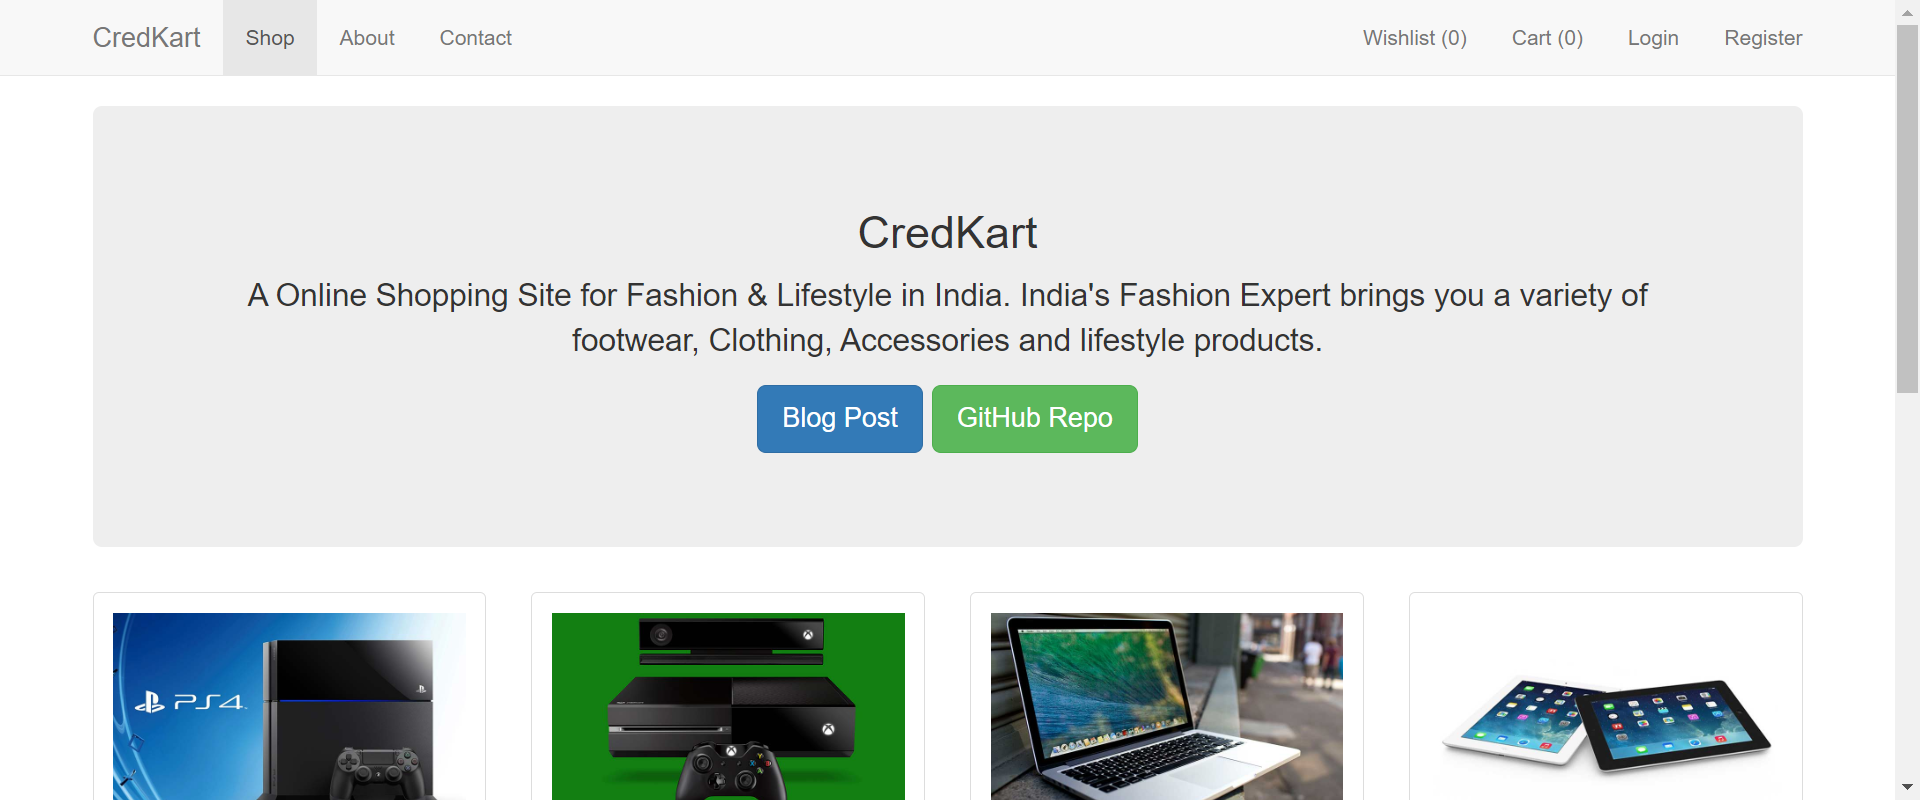 CredKart Shop About Contact Wishlist (0) Cart (0) Login Register
CredKart
A Online Shopping Site for Fashion & Lifestyle in India. India's Fashion Expert brings you a variety of
footwear, Clothing, Accessories and lifestyle products.
Blog Post GitHub Repo
PS4